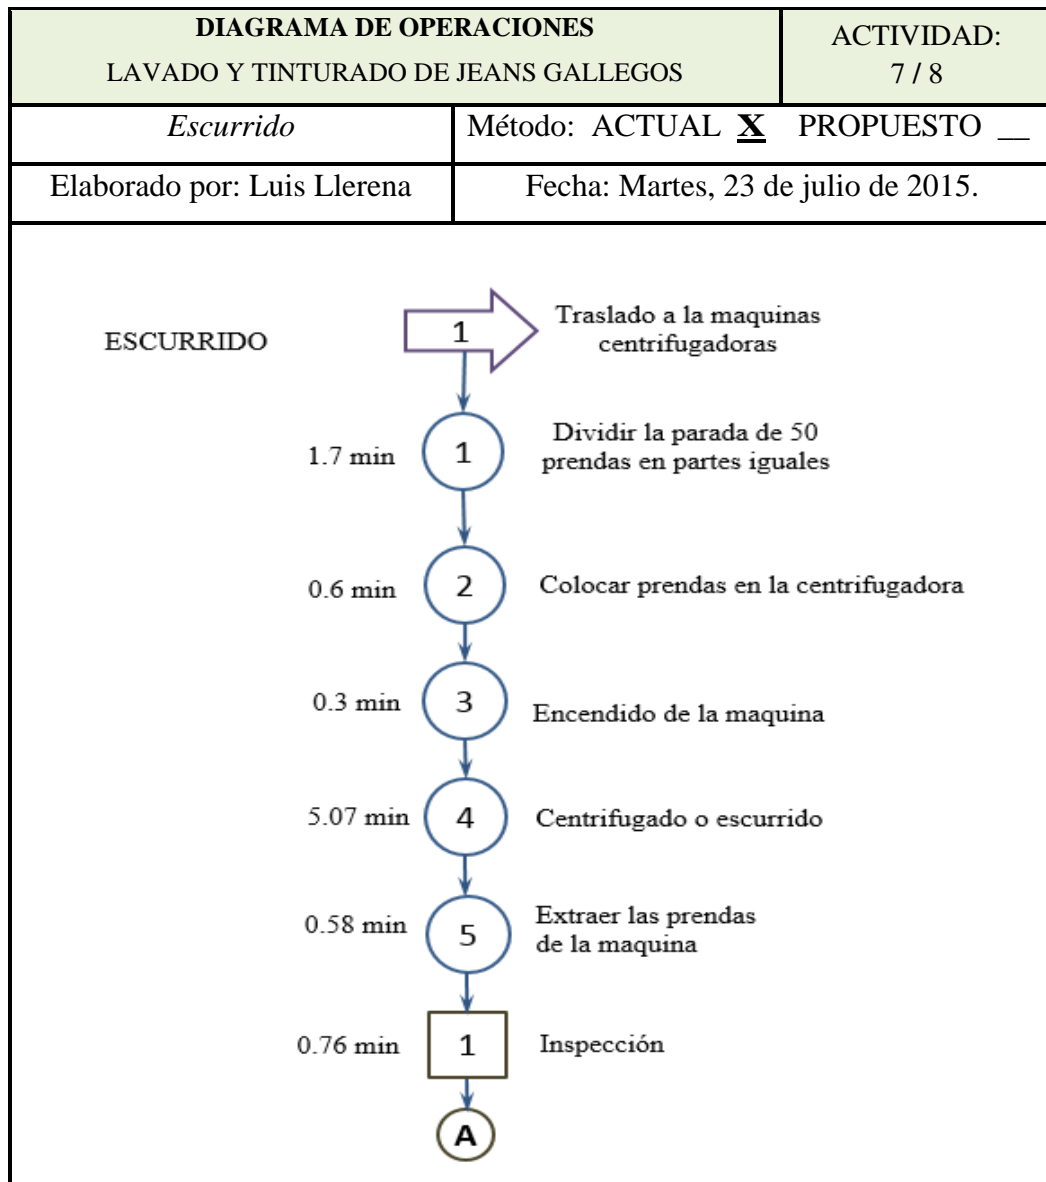 DIAGRAMA DE OPERACIONES
LAVADO Y TINTURADO DE JEANS GALLEGOS
ACTIVIDAD:
7 / 8
Escurrido
Método: ACTUAL X PROPUESTO __
Elaborado por: Luis Llerena
Fecha: Martes, 23 de julio de 2015.
ESCURRIDO
1
Traslado a la maquinas
centrifugadoras
1.7 min
1
Dividir la parada de 50
prendas en partes iguales
0.6 min
2
Colocar prendas en la centrifugadora
0.3 min
3
Encendido de la maquina
5.07 min
4
Centrifugado o escurrido
0.58 min
5
Extraer las prendas
de la maquina
0.76 min
1
Inspección
A